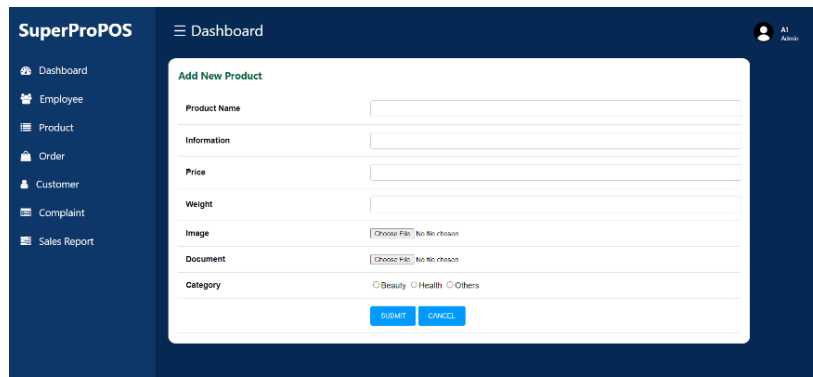 SuperProPOS
☰ Dashboard
A1
Admin
Dashboard
Employee
Product
Order
Customer
Complaint
Sales Report
Add New Product
Product Name
Information
Price
Weight
Image
Choose File No file chosen
Document
Choose File No file chosen
Category
Beauty Health Others
SUBMIT CANCEL